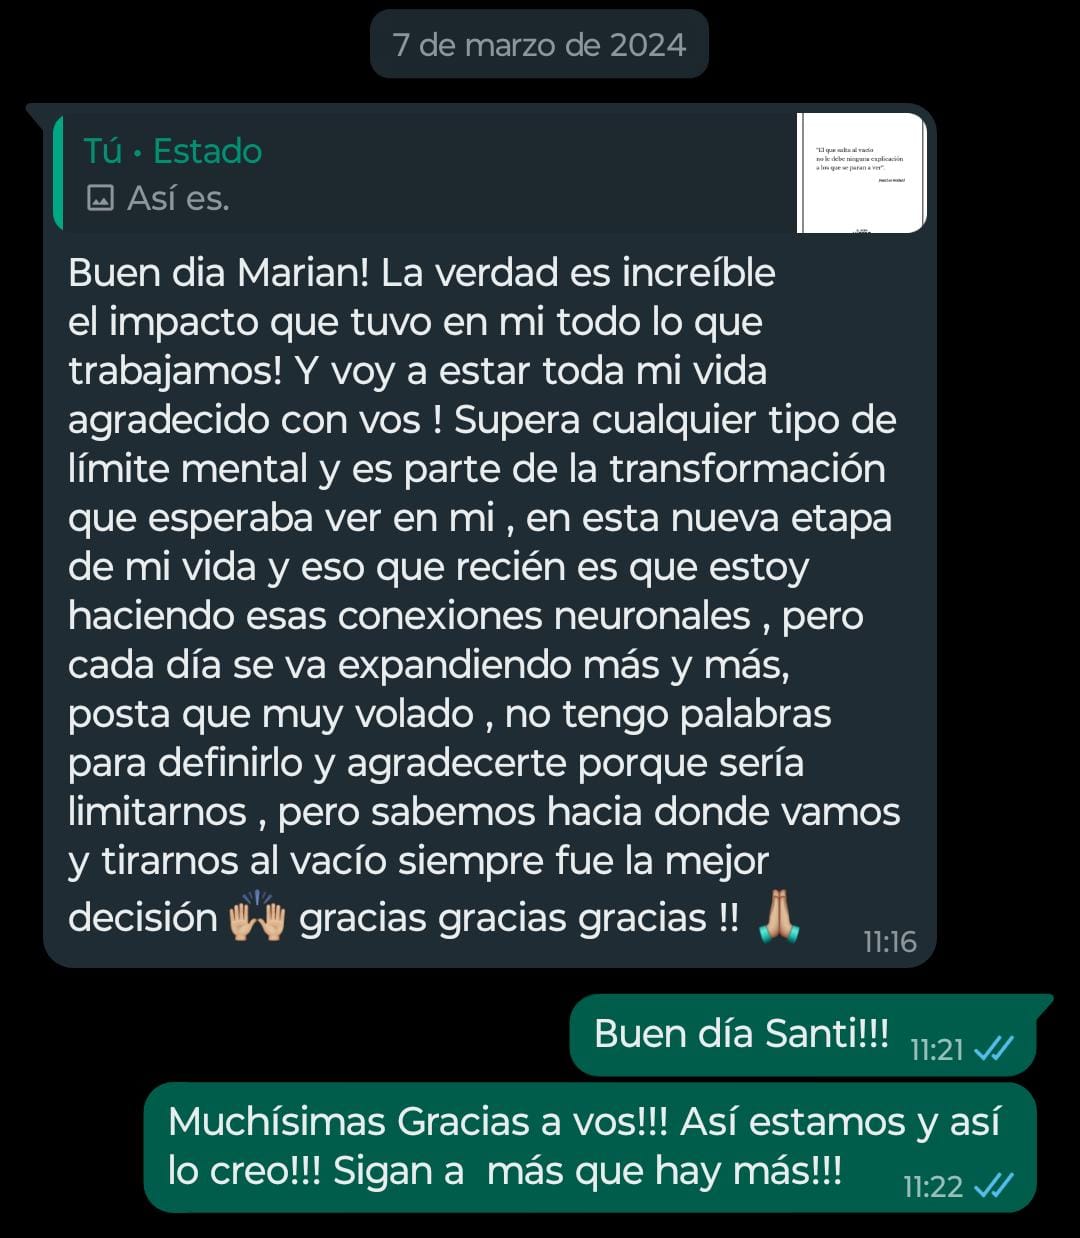 7 de marzo de 2024
Tú • Estado
Así es.
"El que salta al vacío
no le debe ninguna explicación
a los que se paran a ver".
Buen dia Marian! La verdad es increíble
el impacto que tuvo en mi todo lo que
trabajamos! Y voy a estar toda mi vida
agradecido con vos ! Supera cualquier tipo de
límite mental y es parte de la transformación
que esperaba ver en mi , en esta nueva etapa
de mi vida y eso que recién es que estoy
haciendo esas conexiones neuronales , pero
cada día se va expandiendo más y más,
posta que muy volado , no tengo palabras
para definirlo y agradecerte porque sería
limitarnos , pero sabemos hacia donde vamos
y tirarnos al vacío siempre fue la mejor
decisión 🙌🏼 gracias gracias gracias !! 🙏🏼
11:16
Buen día Santi!!! 11:21
Muchísimas Gracias a vos!!! Así estamos y así
lo creo!!! Sigan a  más que hay más!!! 11:22